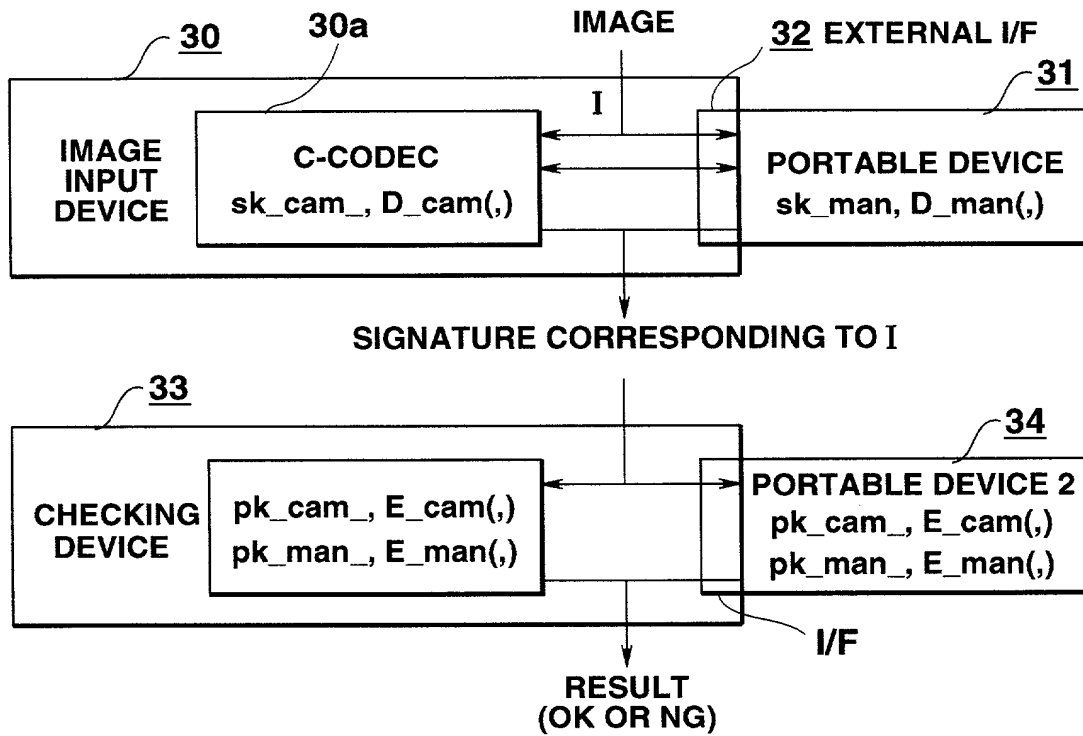 30
30a
IMAGE
32 EXTERNAL I/F
31
I
IMAGE
INPUT
DEVICE
C-CODEC
sk_cam_, D_cam(,)
PORTABLE DEVICE
sk_man, D_man(,)
SIGNATURE CORRESPONDING TO I
33
34
CHECKING
DEVICE
pk_cam_, E_cam(,)
pk_man_, E_man(,)
PORTABLE DEVICE 2
pk_cam_, E_cam(,)
pk_man_, E_man(,)
I/F
RESULT
(OK OR NG)